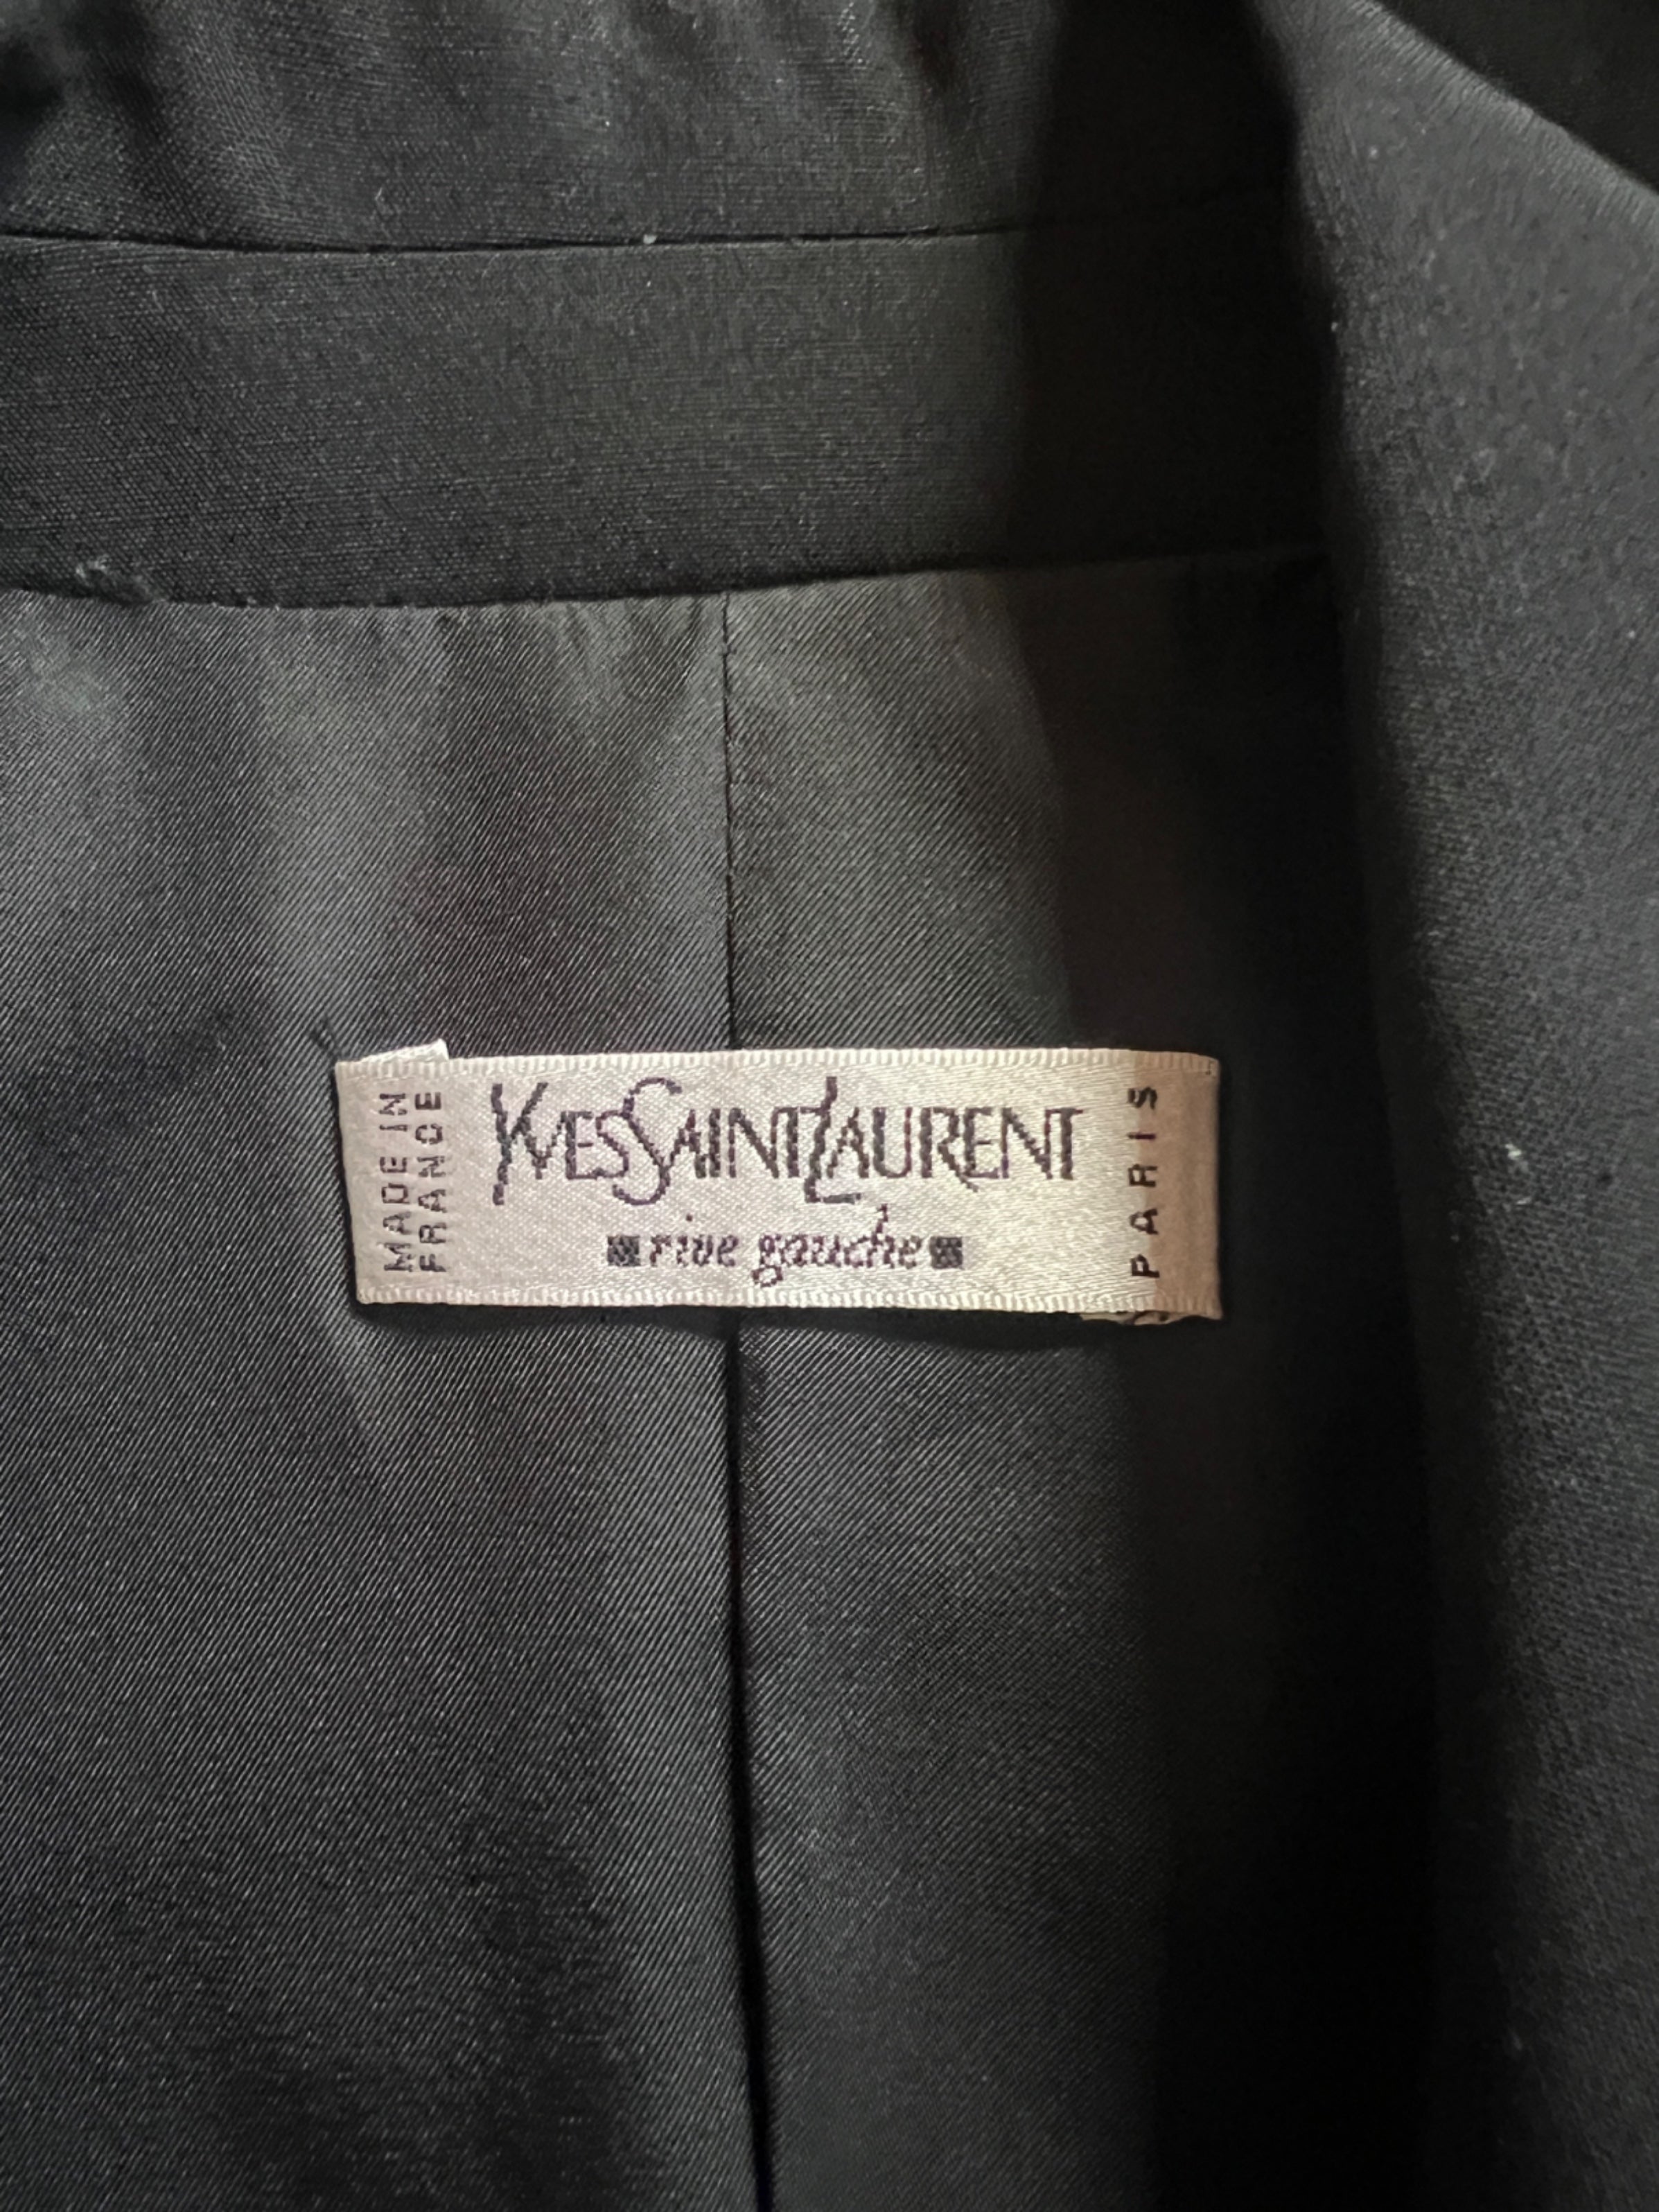 MADE IN
FRANCE
YVESSAINTLAURENT
rive gauche
PARIS